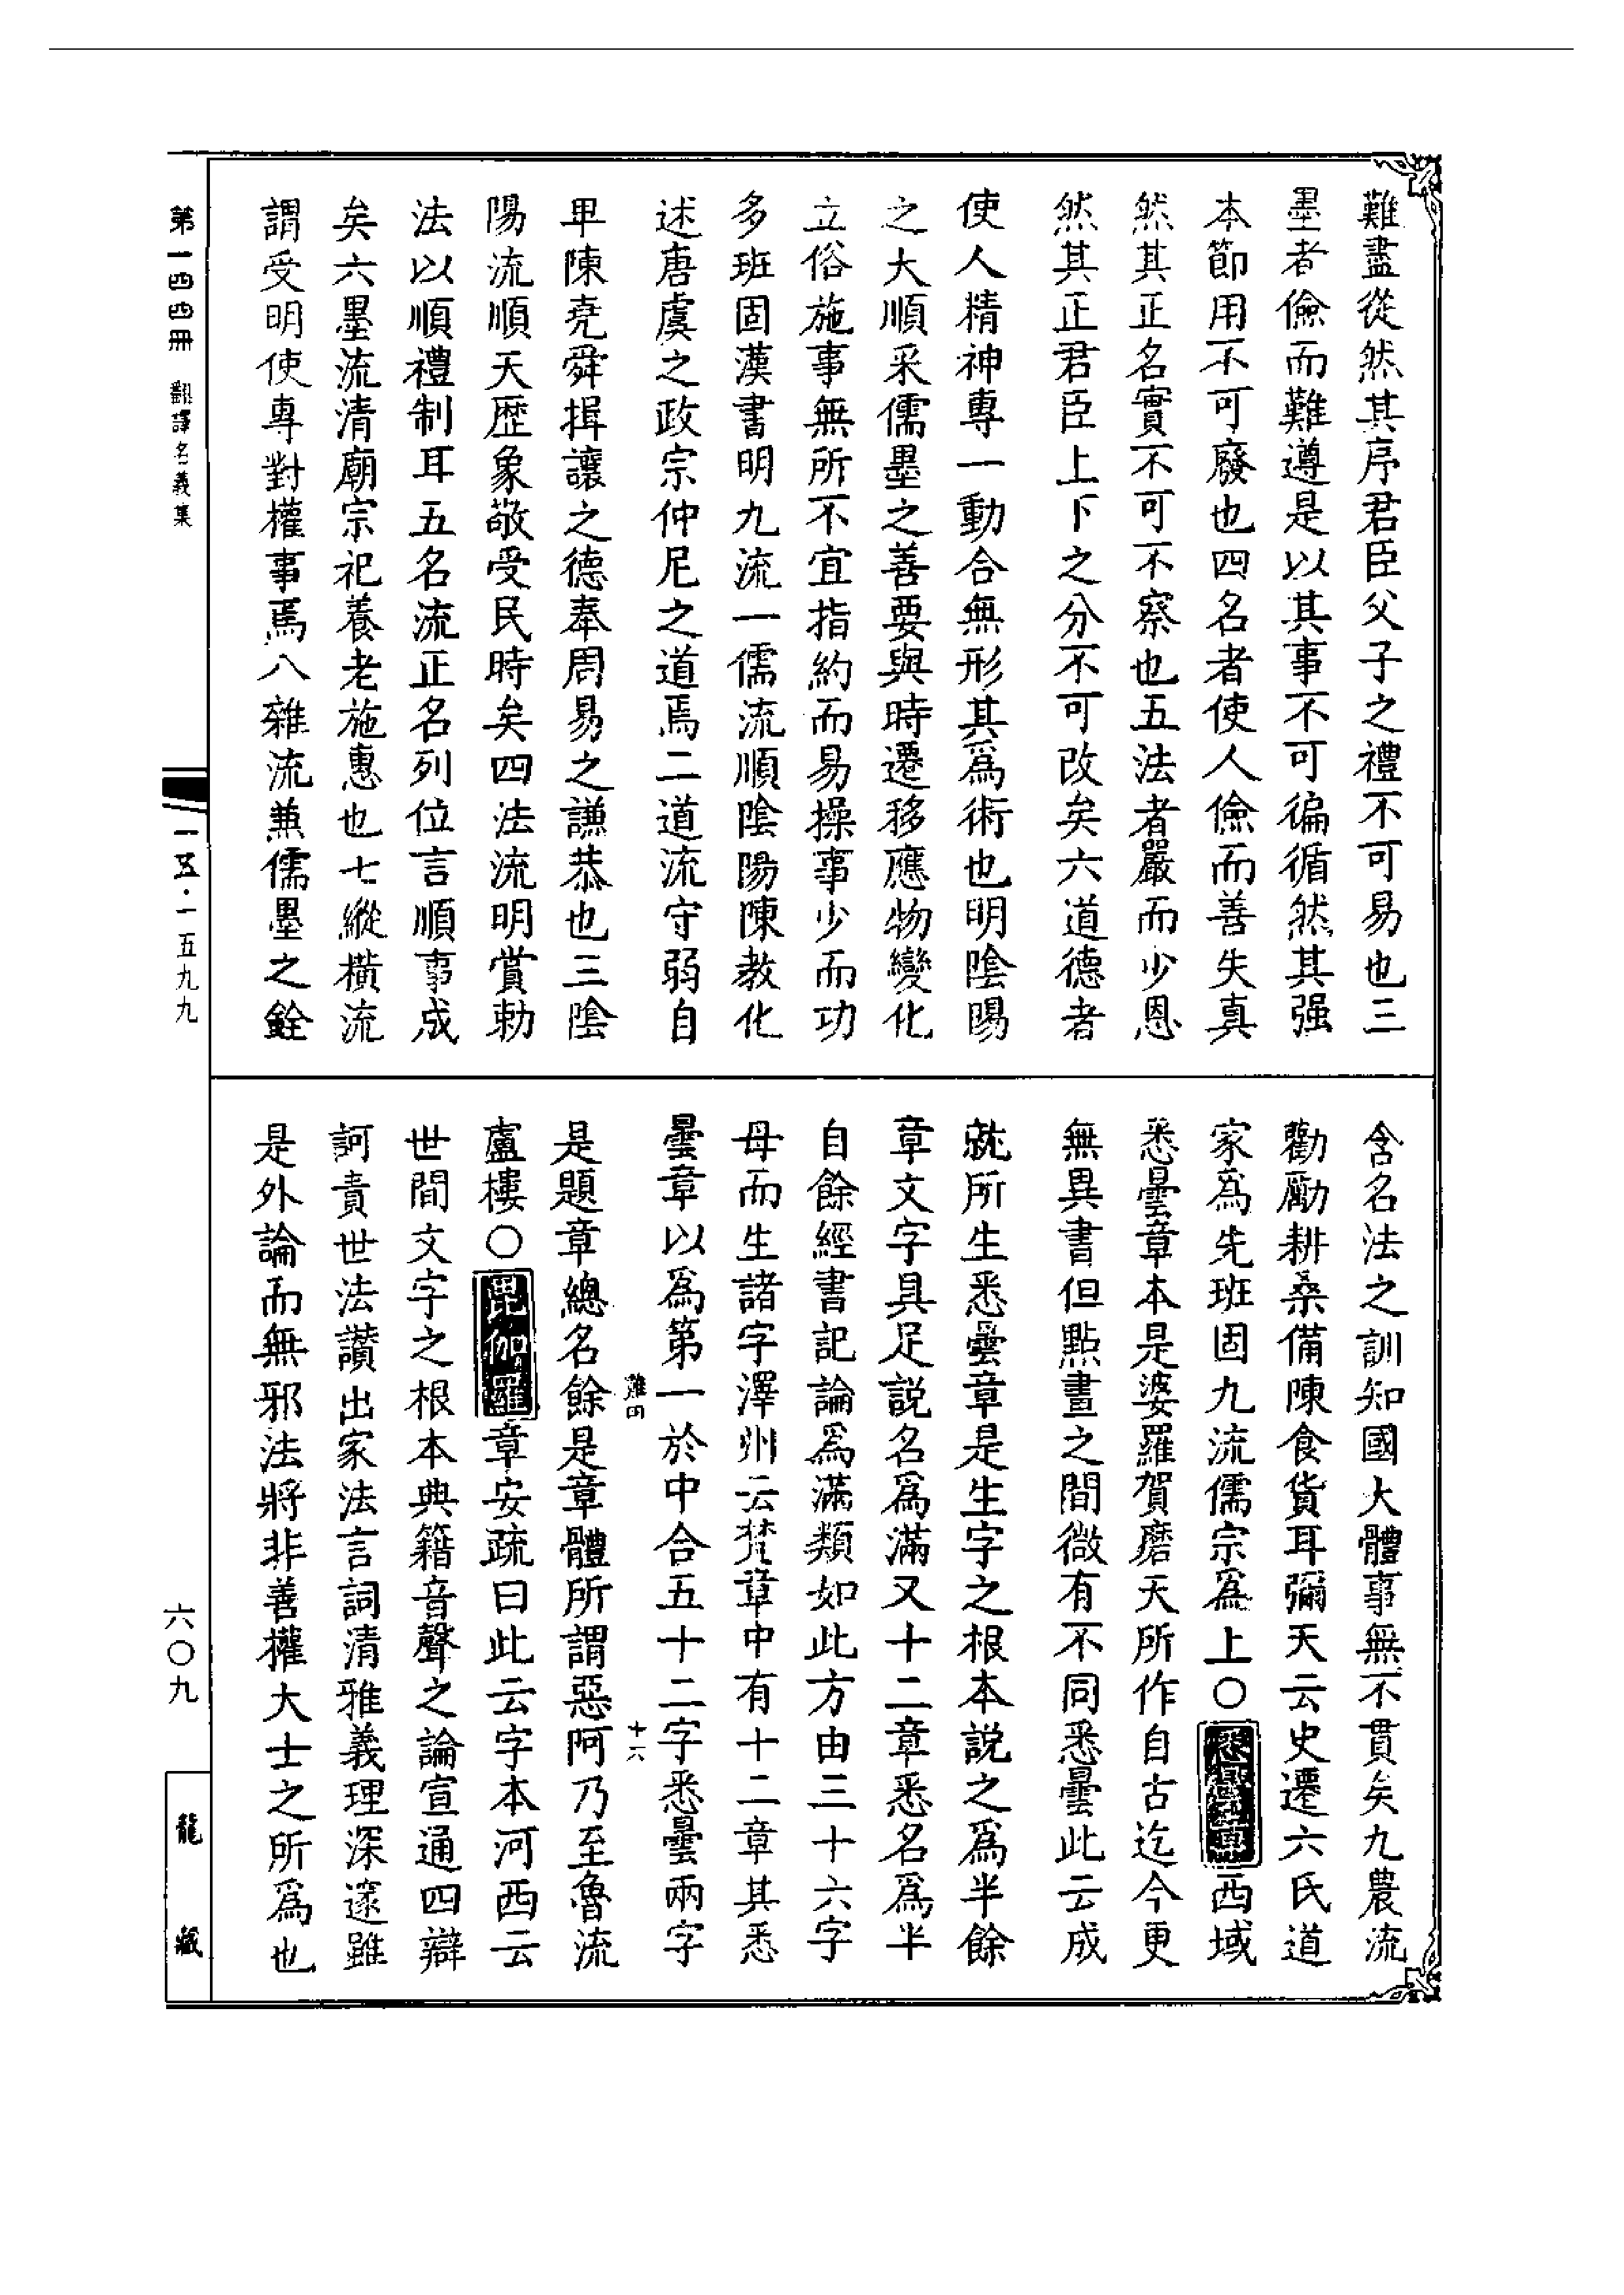 難盡從然其序君臣父子之禮不可易也三
墨者儉而難遵是以其事不可徧循然其强
本節用不可廢也四名者使人儉而善失真
然其正名實不可不察也五法者嚴而少恩
然其正君臣上下之分不可改矣六道德者
使人精神專一動合無形其爲術也明陰陽
之大順采儒墨之善要與時遷移應物變化
立俗施事無所不宜指約而易操事少而功
多班固漢書明九流一儒流順陰陽陳教化
述唐虞之政宗仲尼之道焉二道流守弱自
卑陳堯舜揖讓之德奉周易之謙恭也三陰
陽流順天歷象敬受民時矣四法流明賞勅
法以順禮制耳五名流正名列位言順事成
矣六墨流清廟宗祀養老施惠也七縱橫流
謂受明使專對權事焉八雜流兼儒墨之銓
含名法之訓知國大體事無不貫矣九農流
勸勵耕桑備陳食貨耳彌天云史遷六氏道
家爲先班固九流儒宗爲上○悉曇章西域
悉曇章本是婆羅賀磨天所作自古迄今更
無異書但點畫之間微有不同悉曇此云成
就所生悉曇章是生字之根本説之爲半餘
章文字具足説名爲滿又十二章悉名爲半
自餘經書記論爲滿類如此方由三十六字
母而生諸字澤州云梵章中有十二章其悉
曇章以爲第一於中合五十二字悉曇兩字
是題章總名餘是章體所謂惡阿乃至魯流
盧樓○毘伽羅章安疏曰此云字本河西云
世間文字之根本典籍音聲之論宣通四辯
訶責世法讚出家法言詞清雅義理深邃雖
是外論而無邪法將非善權大士之所爲也
十六
第一四四冊 翻譯名義集
一五·一五九九
六〇九
龍藏